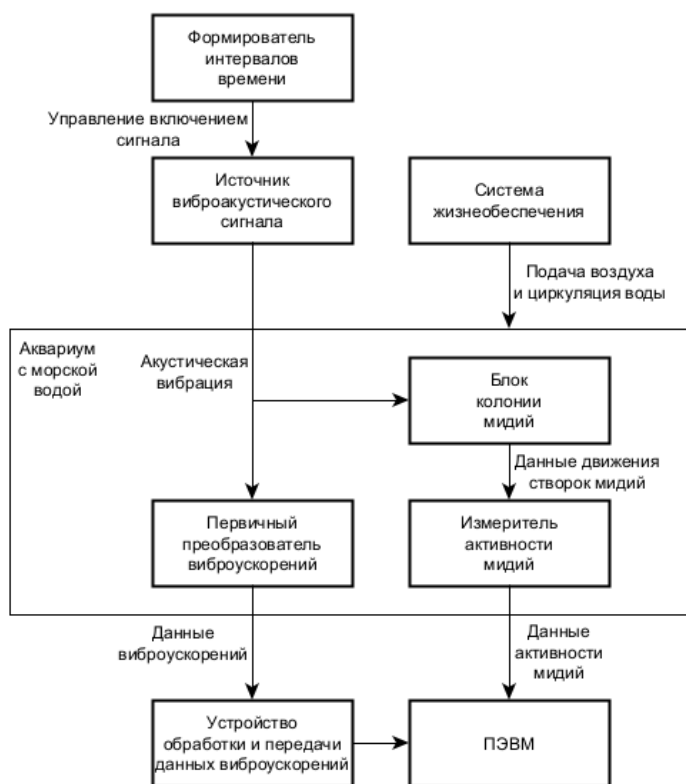 Формирователь
интервалов
времени
Управление включением
сигнала
Источник
виброакустического
сигнала
Система
жизнеобеспечения
Подача воздуха
и циркуляция воды
Аквариум
с морской
водой
Акустическая
вибрация
Блок
колонии
мидий
Данные движения
створок мидий
Первичный
преобразователь
виброускорений
Измеритель
активности
мидий
Данные
виброускорений
Данные
активности
мидий
Устройство
обработки и передачи
данных виброускорений
ПЭВМ